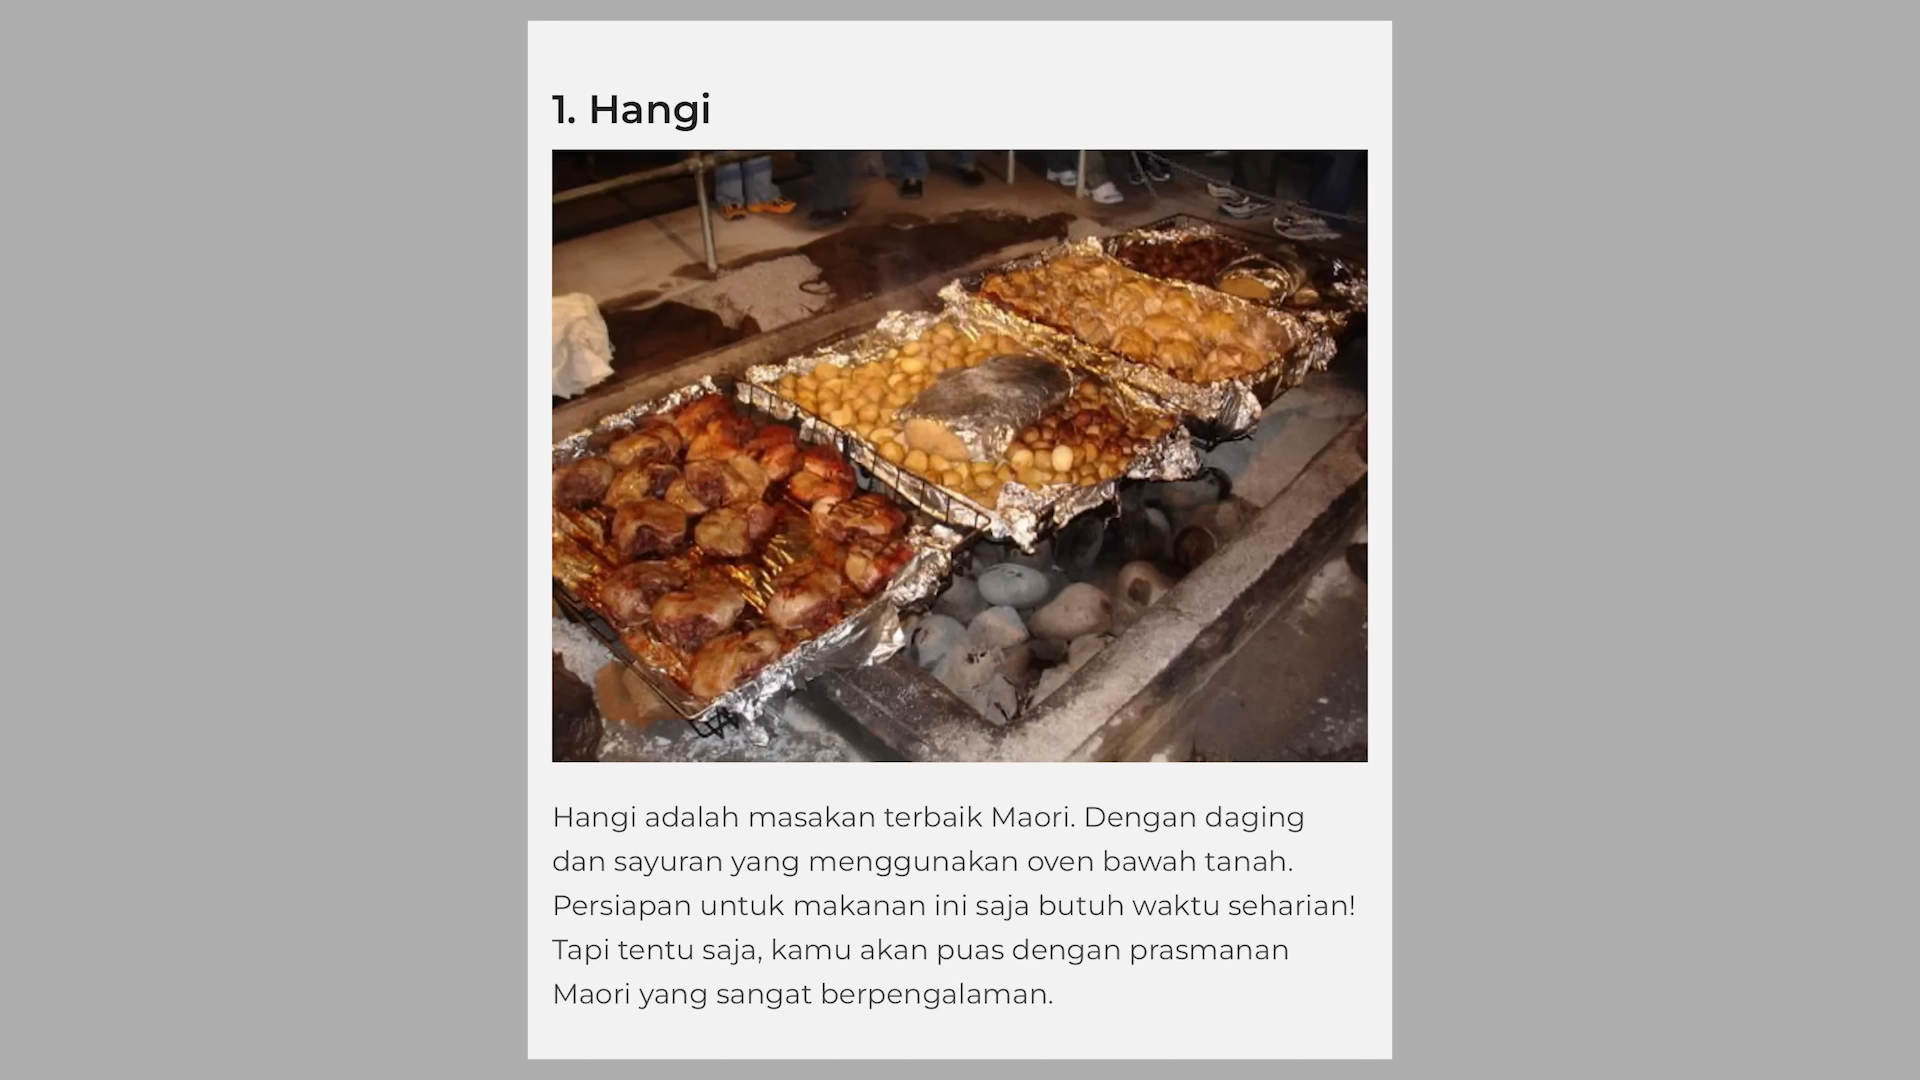 1. Hangi
Hangi adalah masakan terbaik Maori. Dengan daging
dan sayuran yang menggunakan oven bawah tanah.
Persiapan untuk makanan ini saja butuh waktu seharian!
Tapi tentu saja, kamu akan puas dengan prasmanan
Maori yang sangat berpengalaman.